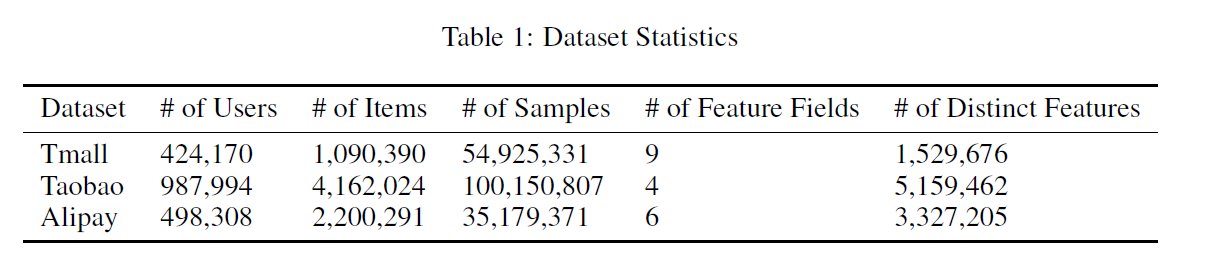 Table 1: Dataset Statistics
Dataset # of Users # of Items # of Samples # of Feature Fields # of Distinct Features
Tmall 424,170 1,090,390 54,925,331 9 1,529,676
Taobao 987,994 4,162,024 100,150,807 4 5,159,462
Alipay 498,308 2,200,291 35,179,371 6 3,327,205